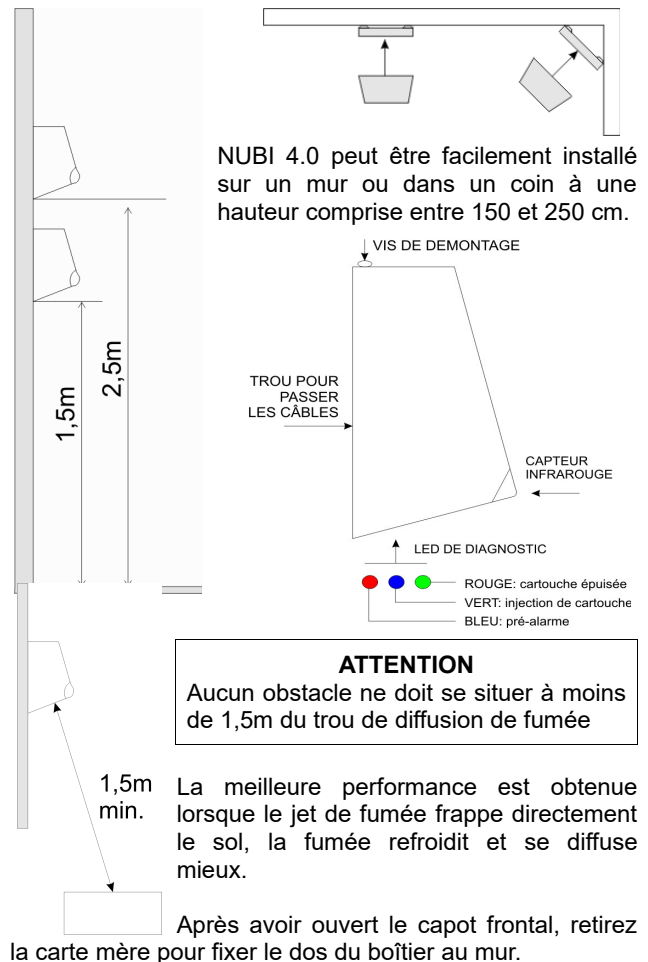 NUBI 4.0 peut être facilement installé
sur un mur ou dans un coin à une
hauteur comprise entre 150 et 250 cm.
1,5m
2,5m
VIS DE DEMONTAGE
TROU POUR
PASSER
LES CÂBLES
CAPTEUR
INFRAROUGE
LED DE DIAGNOSTIC
ROUGE: cartouche épuisée
VERT: injection de cartouche
BLEU: pré-alarme
ATTENTION
Aucun obstacle ne doit se situer à moins
de 1,5m du trou de diffusion de fumée
1,5m
min.
La meilleure performance est obtenue
lorsque le jet de fumée frappe directement
le sol, la fumée refroidit et se diffuse
mieux.
Après avoir ouvert le capot frontal, retirez
la carte mère pour fixer le dos du boîtier au mur.